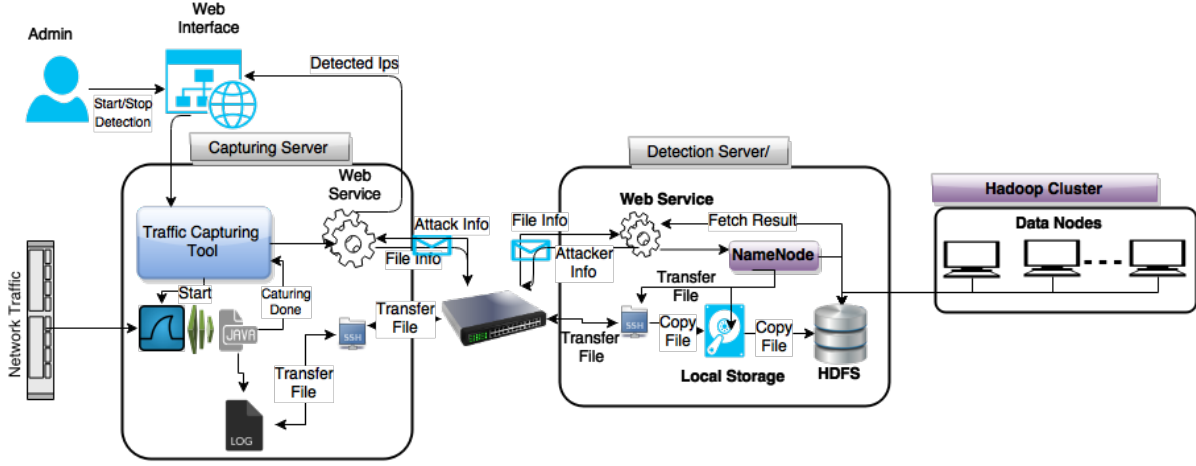 Web
Interface
Admin
Detected Ips
Start/Stop
Detection
Capturing Server
Web
Service
Traffic Capturing
Tool
Attack Info
File Info
Start
Caturing
Done
JAVA
SSH
Transfer
File
Transfer
File
LOG
Network Traffic
Detection Server/
Web Service
File Info
Fetch Result
Attacker
Info
NameNode
Transfer
File
SSH
Copy
File
Copy
File
Transfer
File
Local Storage
HDFS
Hadoop Cluster
Data Nodes